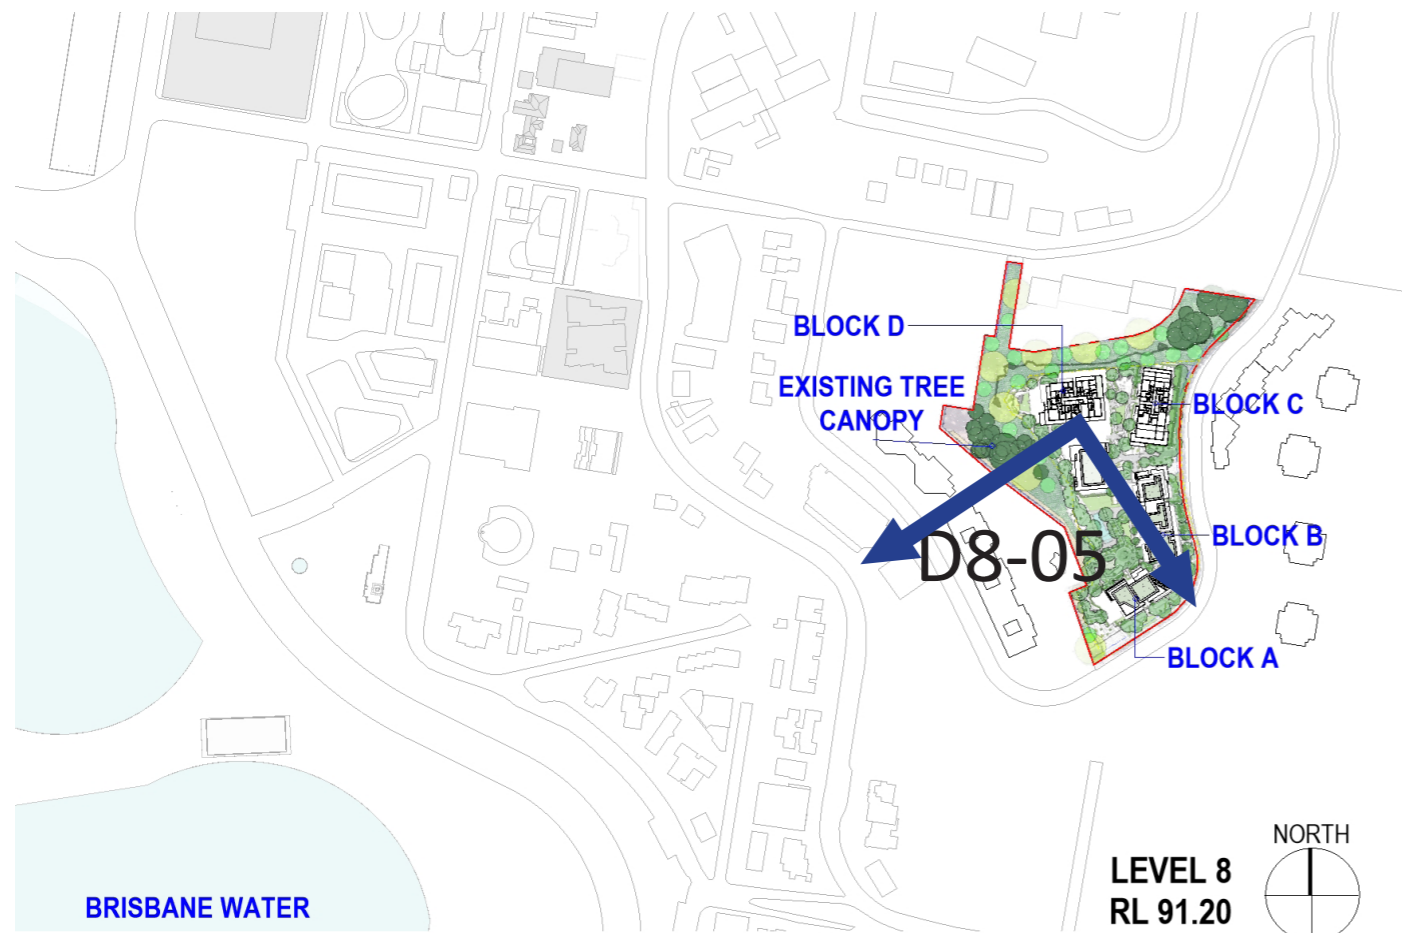 BLOCK D
EXISTING TREE
CANOPY
BLOCK C
D8-05
BLOCK B
BLOCK A
NORTH
LEVEL 8
RL 91.20
BRISBANE WATER